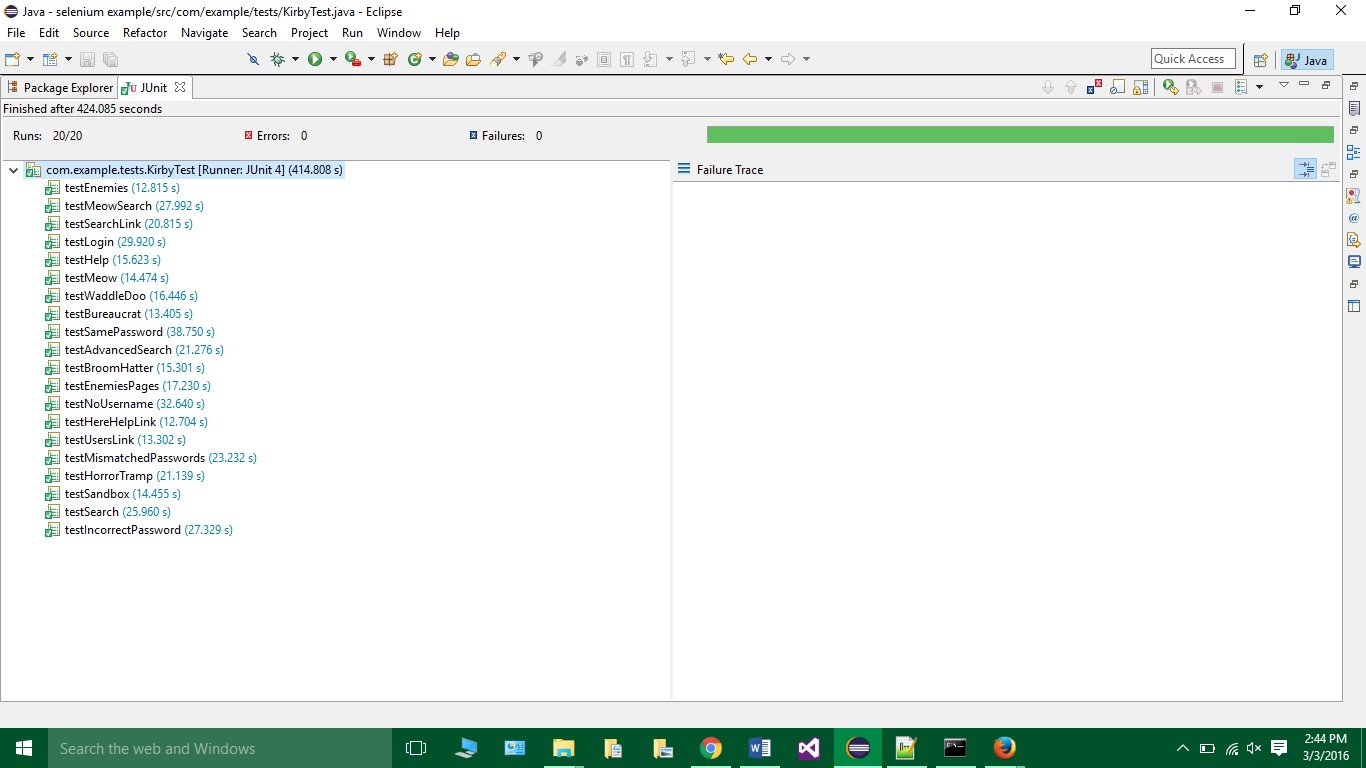 Java - selenium example/src/com/example/tests/KirbyTest.java - Eclipse
File Edit Source Refactor Navigate Search Project Run Window Help
Quick Access Java
Package Explorer JUnit
Finished after 424.085 seconds
Runs: 20/20 Errors: 0 Failures: 0
com.example.tests.KirbyTest [Runner: JUnit 4] (414.808 s)
Failure Trace
testEnemies (12.815 s)
testMeowSearch (27.992 s)
testSearchLink (20.815 s)
testLogin (29.920 s)
testHelp (15.623 s)
testMeow (14.474 s)
testWaddleDoo (16.446 s)
testBureaucrat (13.405 s)
testSamePassword (38.750 s)
testAdvancedSearch (21.276 s)
testBroomHatter (15.301 s)
testEnemiesPages (17.230 s)
testNoUsername (32.640 s)
testHereHelpLink (12.704 s)
testUsersLink (13.302 s)
testMismatchedPasswords (23.232 s)
testHorrorTramp (21.139 s)
testSandbox (14.455 s)
testSearch (25.960 s)
testIncorrectPassword (27.329 s)
Search the web and Windows
2:44 PM
3/3/2016